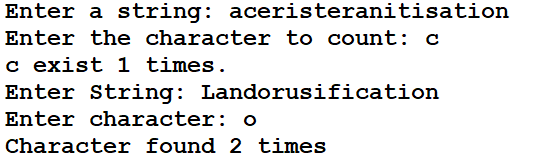 Enter a string: aceristeranitisation
Enter the character to count: c
c exist 1 times.
Enter String: Landorusification
Enter character: o
Character found 2 times